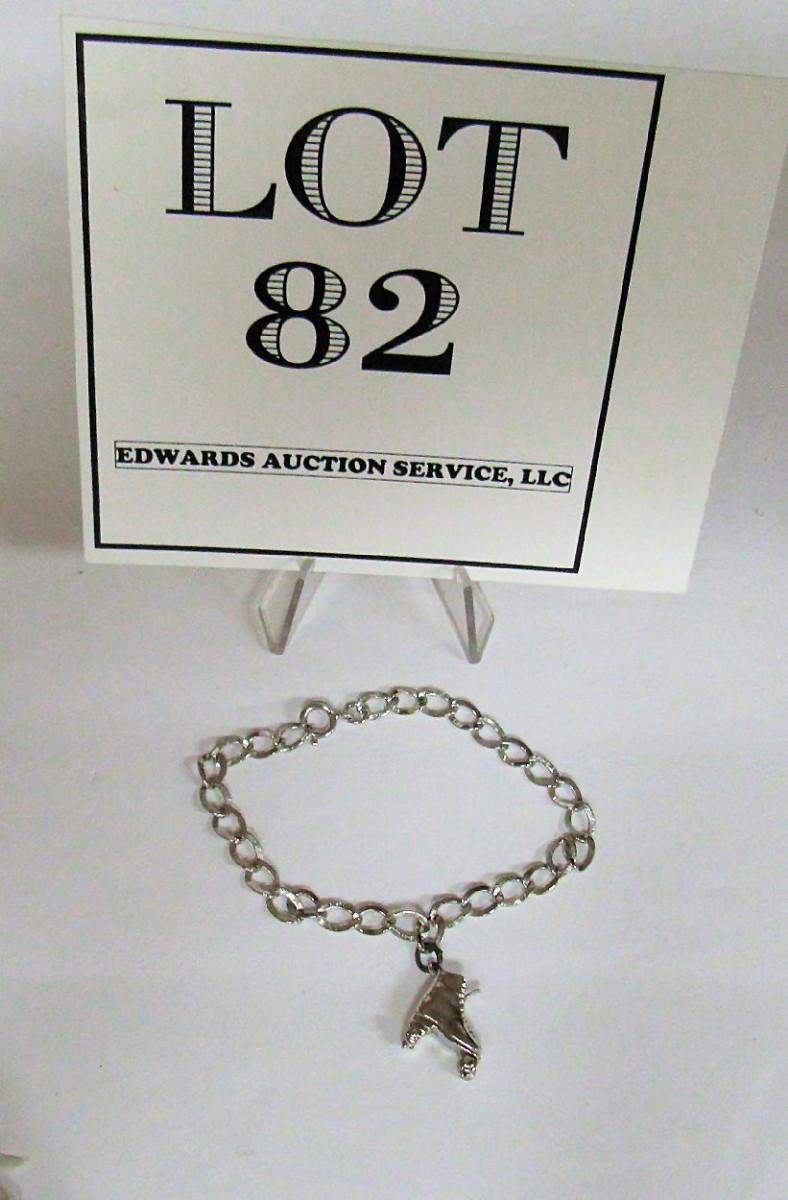 LOT
82
EDWARDS AUCTION SERVICE, LLC